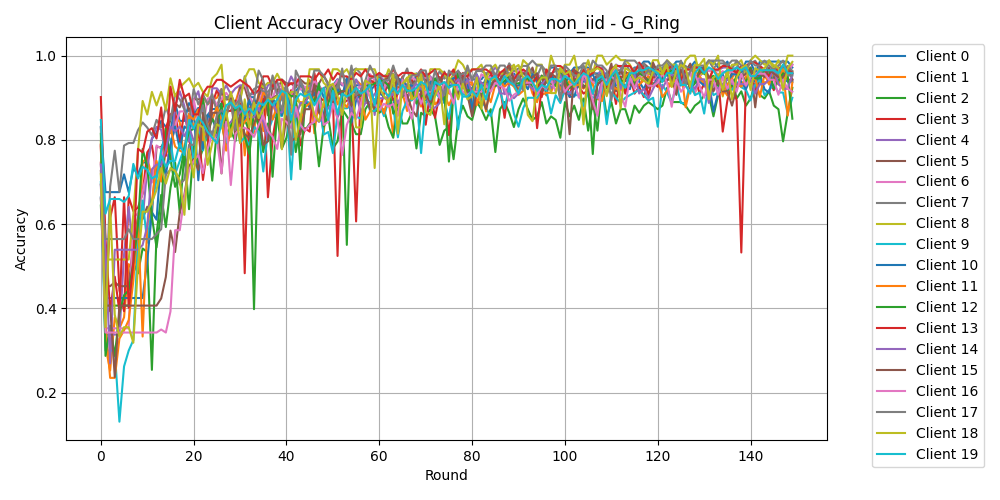 Client Accuracy Over Rounds in emnist_non_iid - G_Ring
Accuracy
1.0
0.8
0.6
0.4
0.2
0
20
40
60
80
100
120
140
Round
Client 0
Client 1
Client 2
Client 3
Client 4
Client 5
Client 6
Client 7
Client 8
Client 9
Client 10
Client 11
Client 12
Client 13
Client 14
Client 15
Client 16
Client 17
Client 18
Client 19